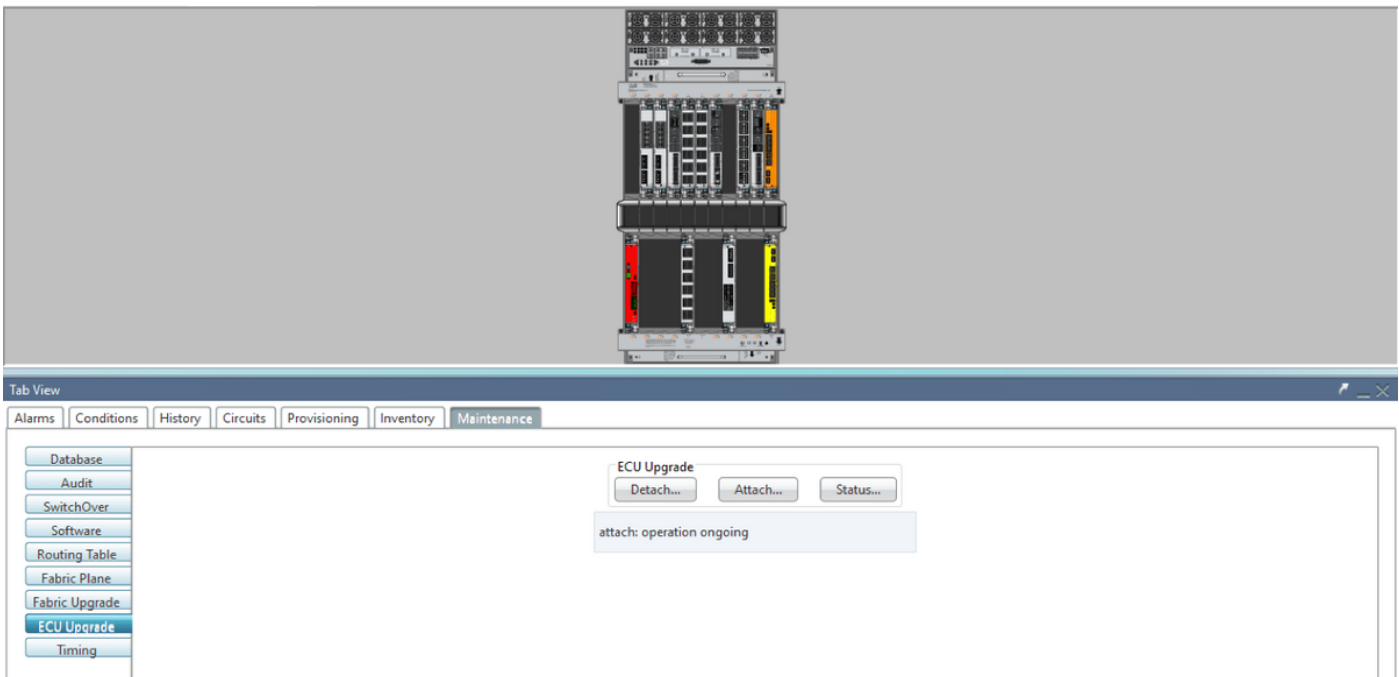 Tab View
Alarms Conditions History Circuits Provisioning Inventory Maintenance
Database
Audit
SwitchOver
Software
Routing Table
Fabric Plane
Fabric Upgrade
ECU Upgrade
Timing
ECU Upgrade
Detach... Attach... Status...
attach: operation ongoing